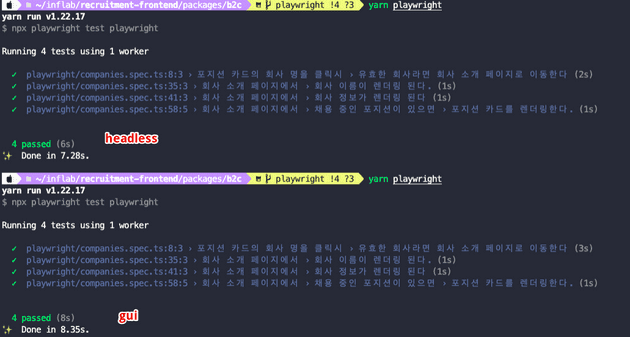 ~/inflab/recruitment-frontend/packages/b2c playwright !4 ?3 yarn playwright
yarn run v1.22.17
$ npx playwright test playwright
Running 4 tests using 1 worker
✓ playwright/companies.spec.ts:8:3 › 포지션 카드의 회사 명을 클릭시 › 유효한 회사라면 회사 소개 페이지로 이동한다 (2s)
✓ playwright/companies.spec.ts:35:3 › 회사 소개 페이지에서 › 회사 이름이 렌더링 된다. (1s)
✓ playwright/companies.spec.ts:41:3 › 회사 소개 페이지에서 › 회사 정보가 렌더링 된다 (1s)
✓ playwright/companies.spec.ts:58:5 › 회사 소개 페이지에서 › 채용 중인 포지션이 있으면 › 포지션 카드를 렌더링한다. (1s)
4 passed (6s)
headless
✨ Done in 7.28s.
~/inflab/recruitment-frontend/packages/b2c playwright !4 ?3 yarn playwright
yarn run v1.22.17
$ npx playwright test playwright
Running 4 tests using 1 worker
✓ playwright/companies.spec.ts:8:3 › 포지션 카드의 회사 명을 클릭시 › 유효한 회사라면 회사 소개 페이지로 이동한다 (3s)
✓ playwright/companies.spec.ts:35:3 › 회사 소개 페이지에서 › 회사 이름이 렌더링 된다. (1s)
✓ playwright/companies.spec.ts:41:3 › 회사 소개 페이지에서 › 회사 정보가 렌더링 된다 (1s)
✓ playwright/companies.spec.ts:58:5 › 회사 소개 페이지에서 › 채용 중인 포지션이 있으면 › 포지션 카드를 렌더링한다. (1s)
4 passed (8s)
gui
✨ Done in 8.35s.